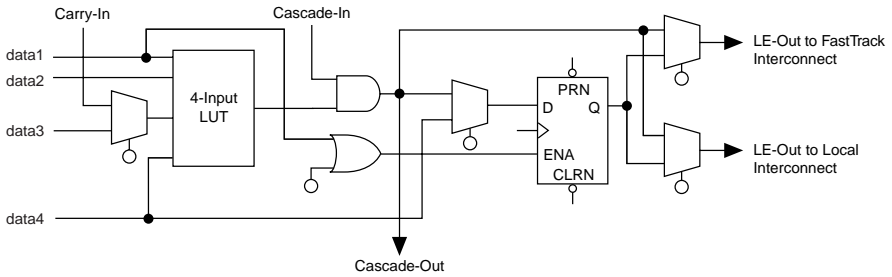 Carry-In
Cascade-In
data1
data2
data3
data4
4-Input
LUT
PRN
D
Q
ENA
CLRN
LE-Out to FastTrack
Interconnect
LE-Out to Local
Interconnect
Cascade-Out